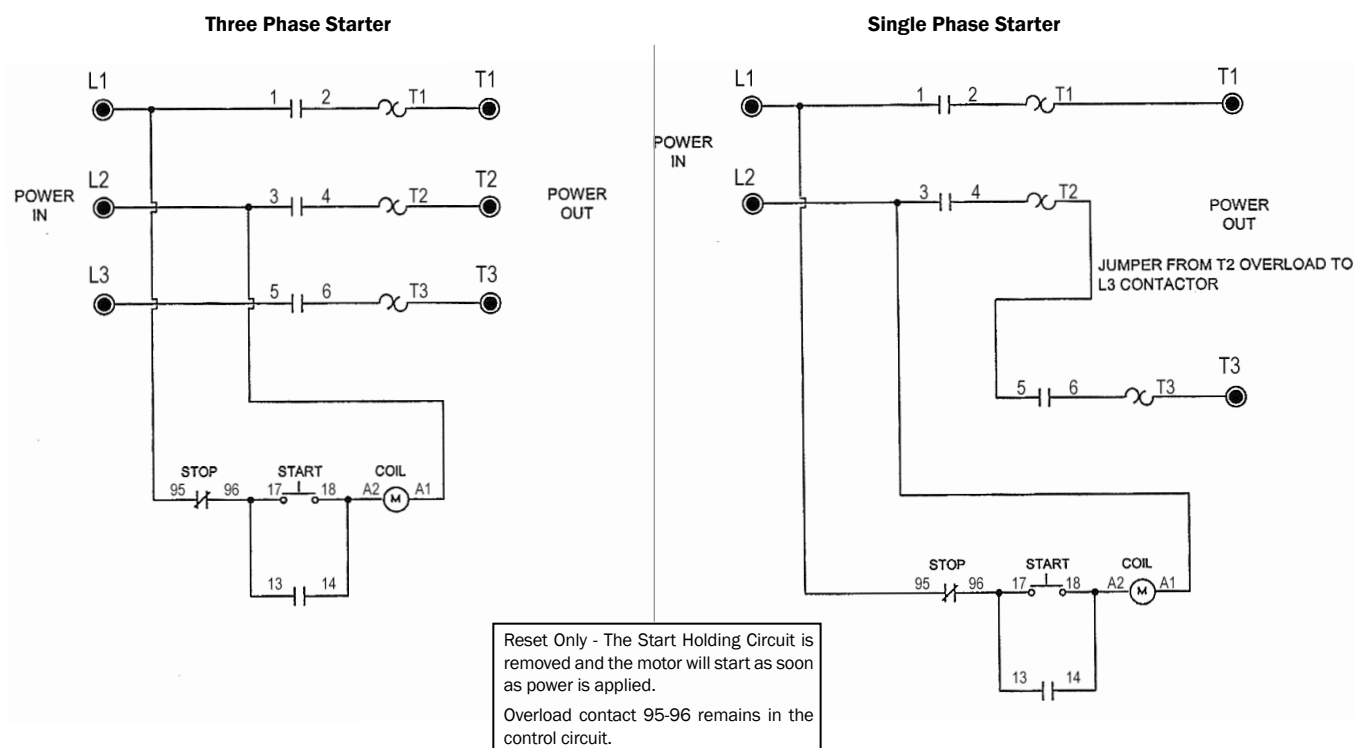 Three Phase Starter
L1
1
2
T1
T1
POWER
IN
L2
3
4
T2
T2
POWER
OUT
L3
5
6
T3
T3
STOP
START
COIL
95
96
17
18
A2
M
A1
13
14
Single Phase Starter
L1
1
2
T1
T1
POWER
IN
L2
3
4
T2
POWER
OUT
JUMPER FROM T2 OVERLOAD TO
L3 CONTACTOR
5
6
T3
T3
STOP
START
COIL
95
96
17
18
A2
M
A1
13
14
Reset Only - The Start Holding Circuit is
removed and the motor will start as soon
as power is applied.
Overload contact 95-96 remains in the
control circuit.